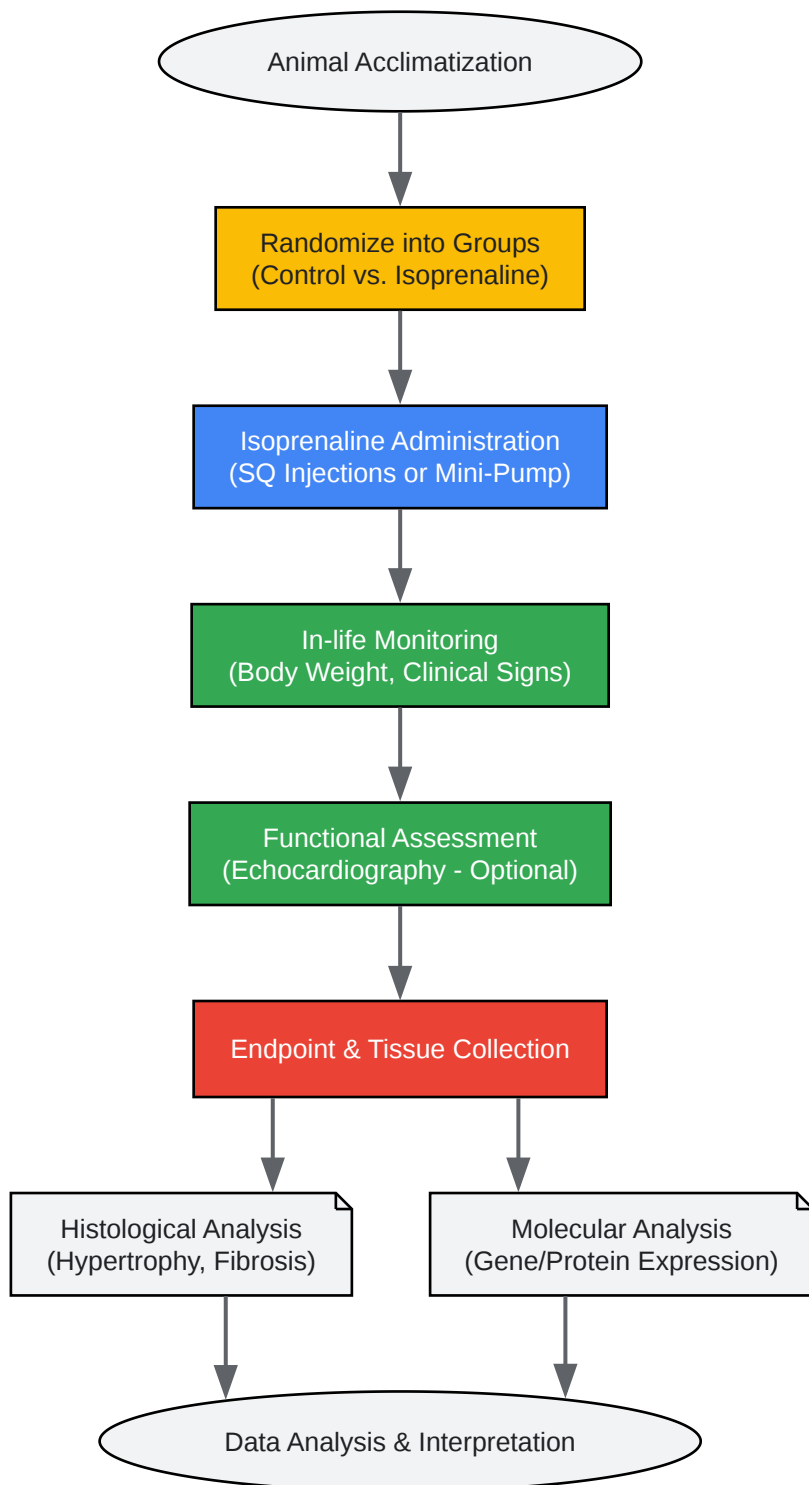 Animal Acclimatization
Randomize into Groups
(Control vs. Isoprenaline)
Isoprenaline Administration
(SQ Injections or Mini-Pump)
In-life Monitoring
(Body Weight, Clinical Signs)
Functional Assessment
(Echocardiography - Optional)
Endpoint & Tissue Collection
Histological Analysis
(Hypertrophy, Fibrosis)
Molecular Analysis
(Gene/Protein Expression)
Data Analysis & Interpretation